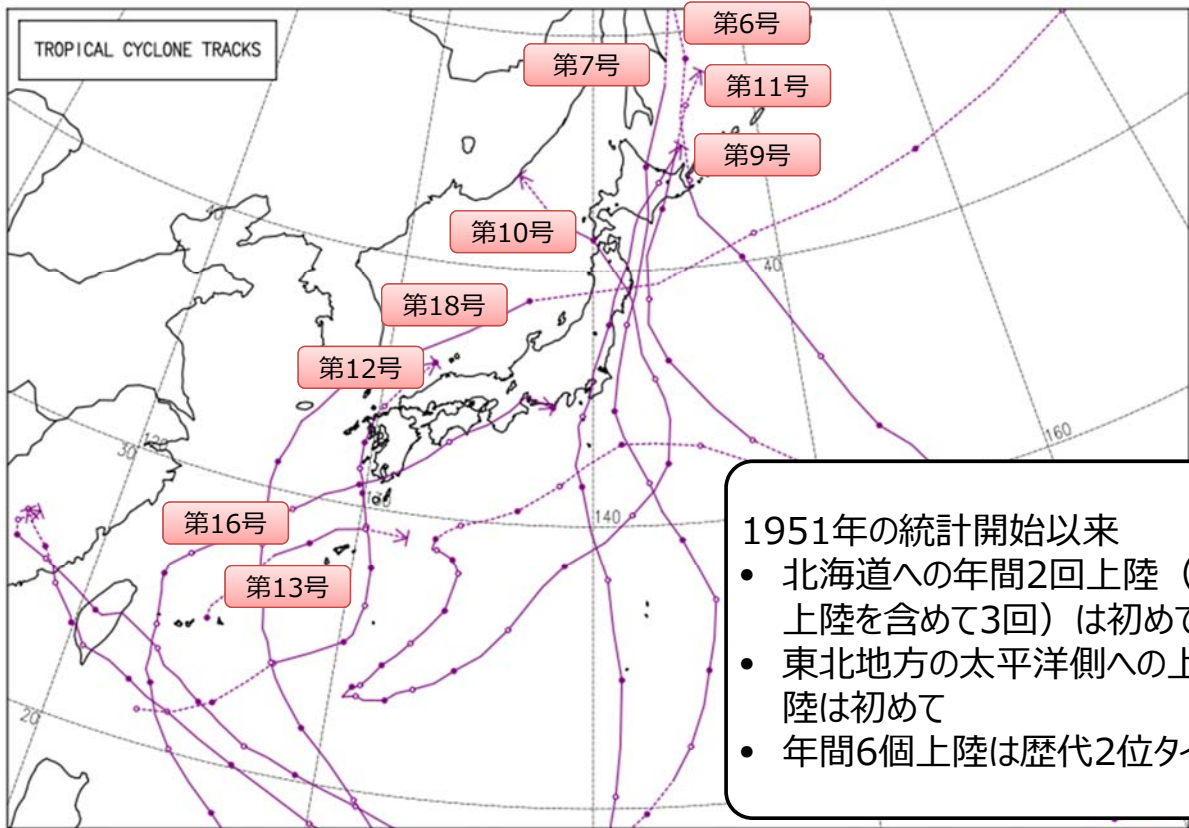 TROPICAL CYCLONE TRACKS
第6号
第7号
第11号
第9号
第10号
第18号
第12号
第16号
第13号
40
40
120
30
130
140
160
20
1951年の統計開始以来
• 北海道への年間2回上陸（
上陸を含めて3回）は初めて
• 東北地方の太平洋側への上
陸は初めて
• 年間6個上陸は歴代2位タイ